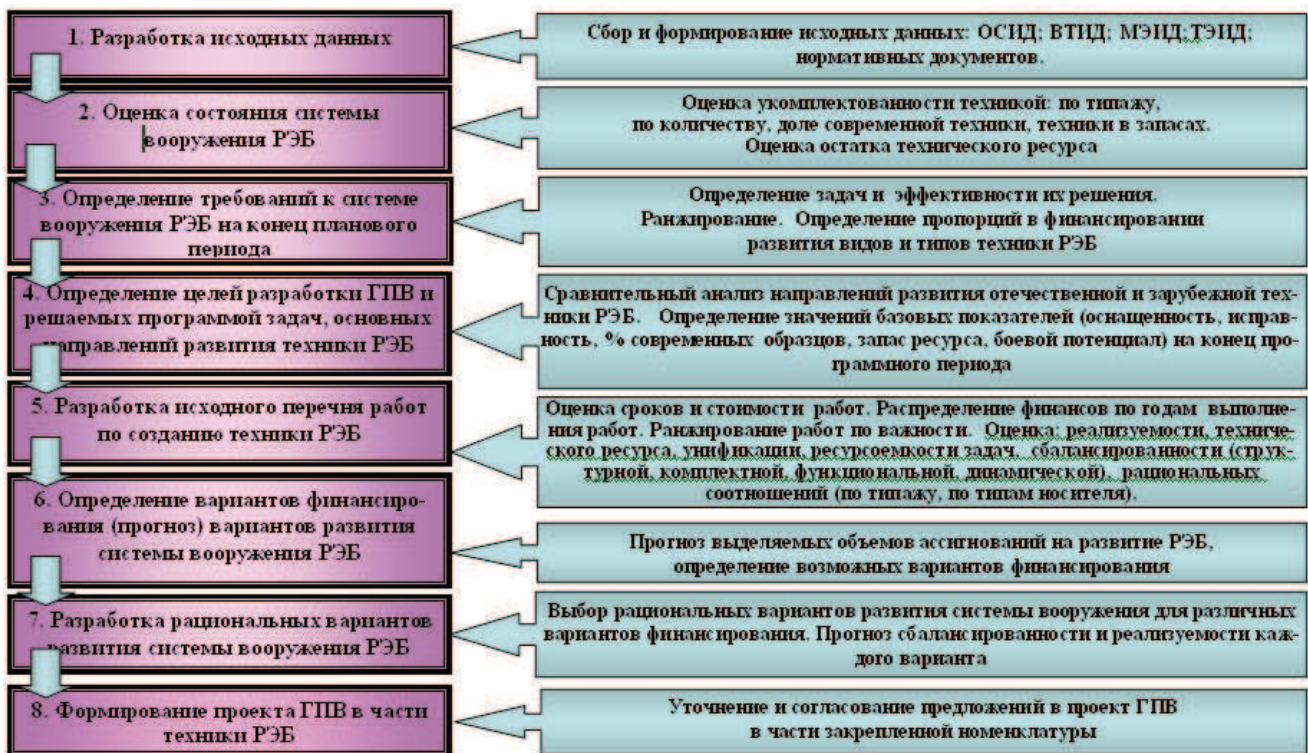 1. Разработка исходных данных
Сбор и формирование исходных данных: ОСИД; ВТИД; МЭИД; ТЭИД;
нормативных документов.
2. Оценка состояния системы
вооружения РЭБ
Оценка укомплектованности техникой: по типажу,
по количеству, доле современной техники, техники в запасах.
Оценка остатка технического ресурса
3. Определение требований к системе
вооружения РЭБ на конец планового
периода
Определение задач и эффективности их решения.
Ранжирование. Определение пропорций в финансировании
развития видов и типов техники РЭБ
4. Определение целей разработки ГПВ и
решаемых программой задач, основных
направлений развития техники РЭБ
Сравнительный анализ направлений развития отечественной и зарубежной тех-
ники РЭБ. Определение значений базовых показателей (оснащенность, исправ-
ность, % современных образцов, запас ресурса, боевой потенциал) на конец про-
граммного периода
5. Разработка исходного перечня работ
по созданию техники РЭБ
Оценка сроков и стоимости работ. Распределение финансов по годам выполне-
ния работ. Ранжирование работ по важности. Оценка: реализуемости, техниче-
ского ресурса, унификации, ресурсоемкости задач, сбалансированности (струк-
турной, комплектной, функциональной, динамической), рациональных
соотношений (по типажу, по типам носителя).
6. Определение вариантов финансиро-
вания (прогноз) вариантов развития
системы вооружения РЭБ
Прогноз выделяемых объемов ассигнований на развитие РЭБ,
определение возможных вариантов финансирования
7. Разработка рациональных вариантов
развития системы вооружения РЭБ
Выбор рациональных вариантов развития системы вооружения для различных
вариантов финансирования. Прогноз сбалансированности и реализуемости каж-
дого варианта
8. Формирование проекта ГПВ в части
техники РЭБ
Уточнение и согласование предложений в проект ГПВ
в части закрепленной номенклатуры